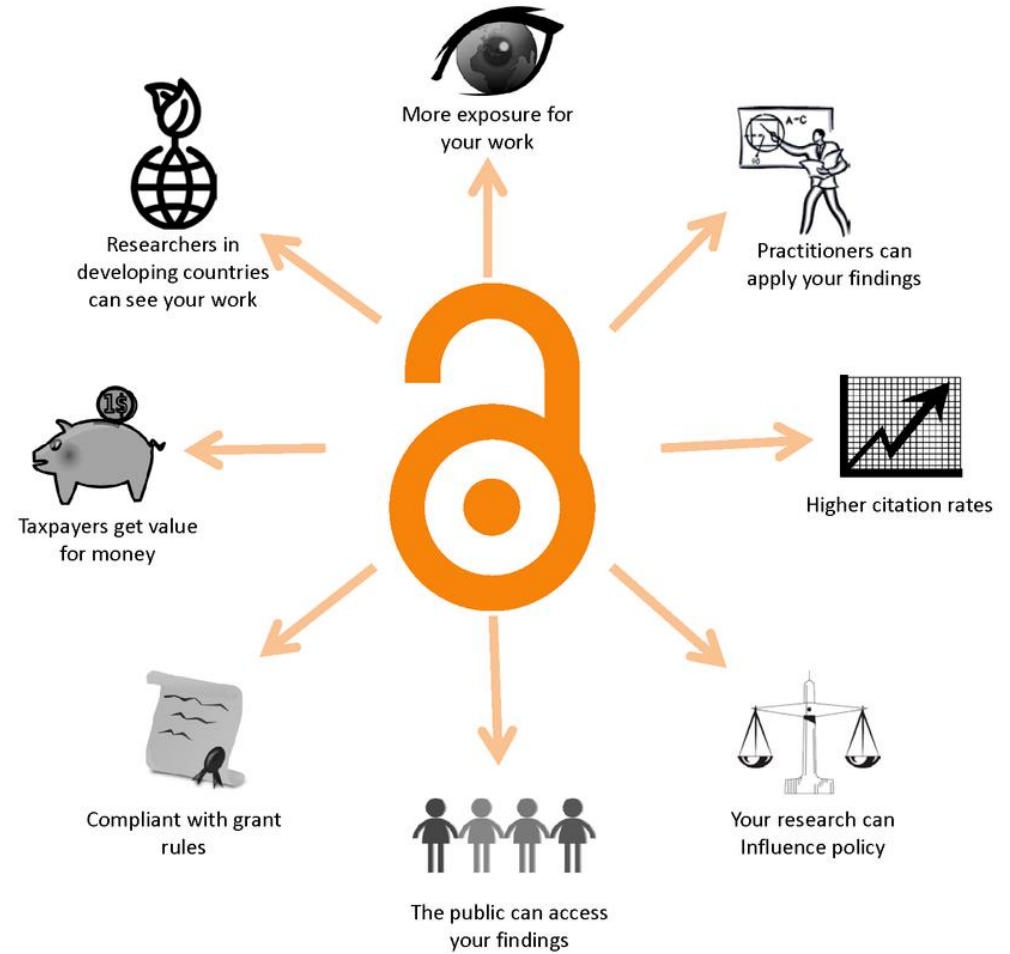 More exposure for
your work
A-C
90
Practitioners can
apply your findings
Higher citation rates
Your research can
Influence policy
The public can access
your findings
Compliant with grant
rules
1$
Taxpayers get value
for money
Researchers in
developing countries
can see your work